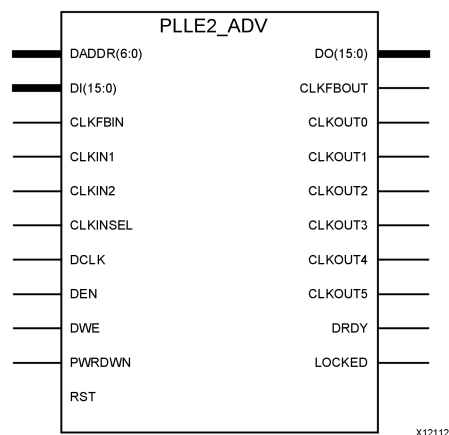 PLLE2_ADV
DADDR(6:0) DO(15:0)
DI(15:0) CLKFBOUT
CLKFBIN CLKOUT0
CLKIN1 CLKOUT1
CLKIN2 CLKOUT2
CLKINSEL CLKOUT3
DCLK CLKOUT4
DEN CLKOUT5
DWE DRDY
PWRDWN LOCKED
RST
X12112